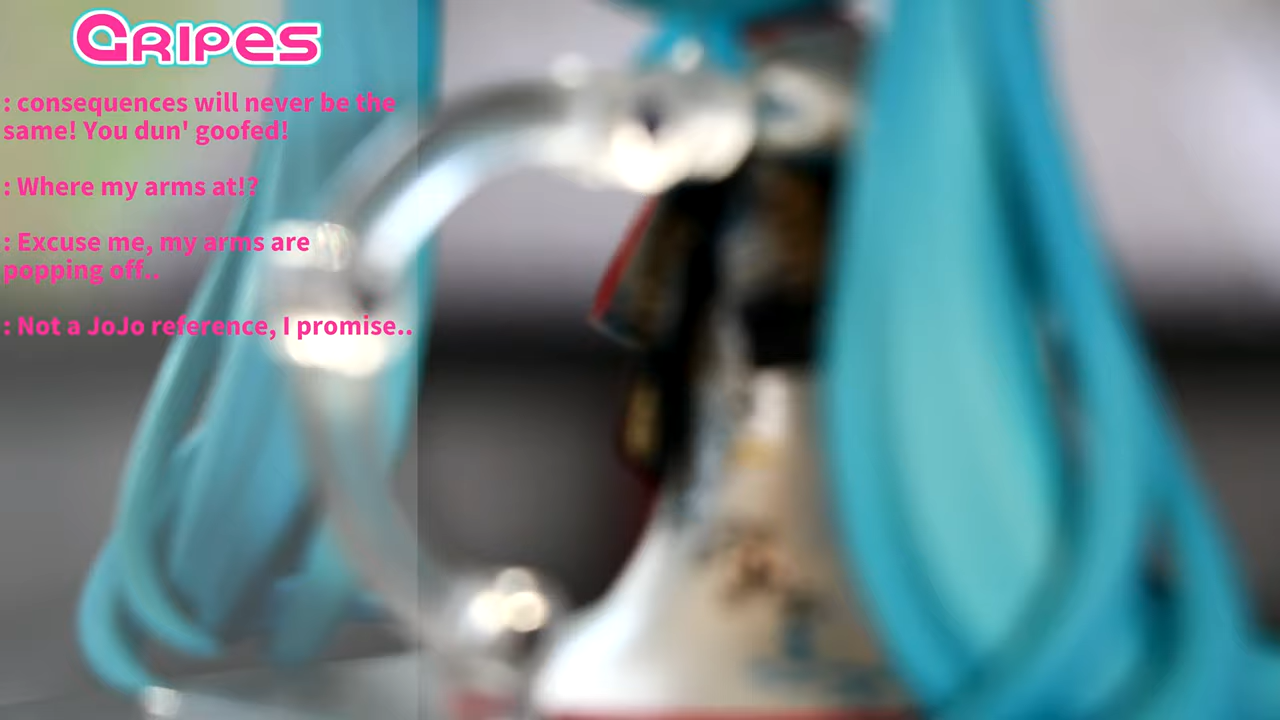 GRIPES
: consequences will never be the
same! You dun' goofed!
: Where my arms at!?
: Excuse me, my arms are
popping off..
: Not a JoJo reference, I promise..